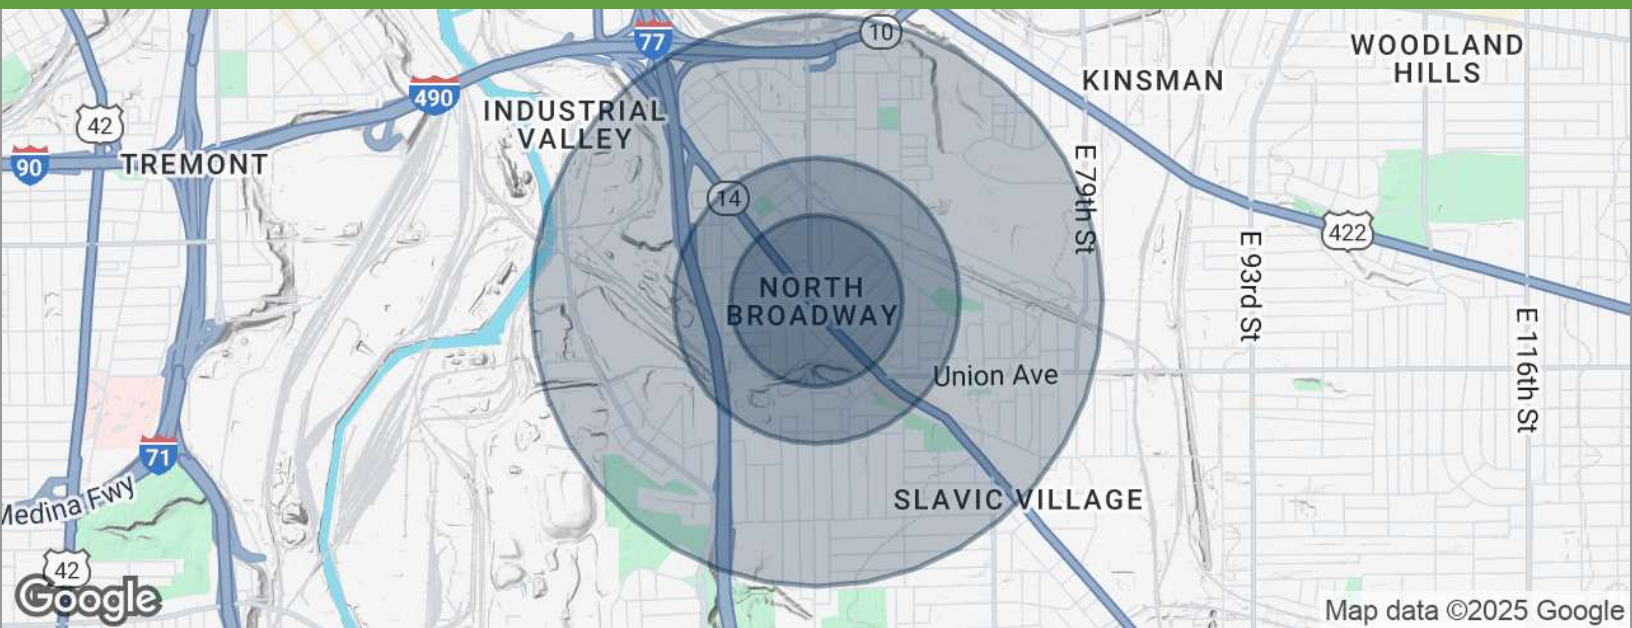 77
10
WOODLAND
HILLS
KINSMAN
490
INDUSTRIAL
VALLEY
42
90
TREMONT
E 79th St
14
422
E 93rd St
NORTH
BROADWAY
E 116th St
Union Ave
71
Medina Fwy
SLAVIC VILLAGE
42
Google
Map data ©2025 Google